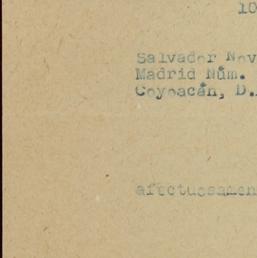 10
Salvador Nov
Madrid Núm.
Coyoacán, D.
afectuosamen